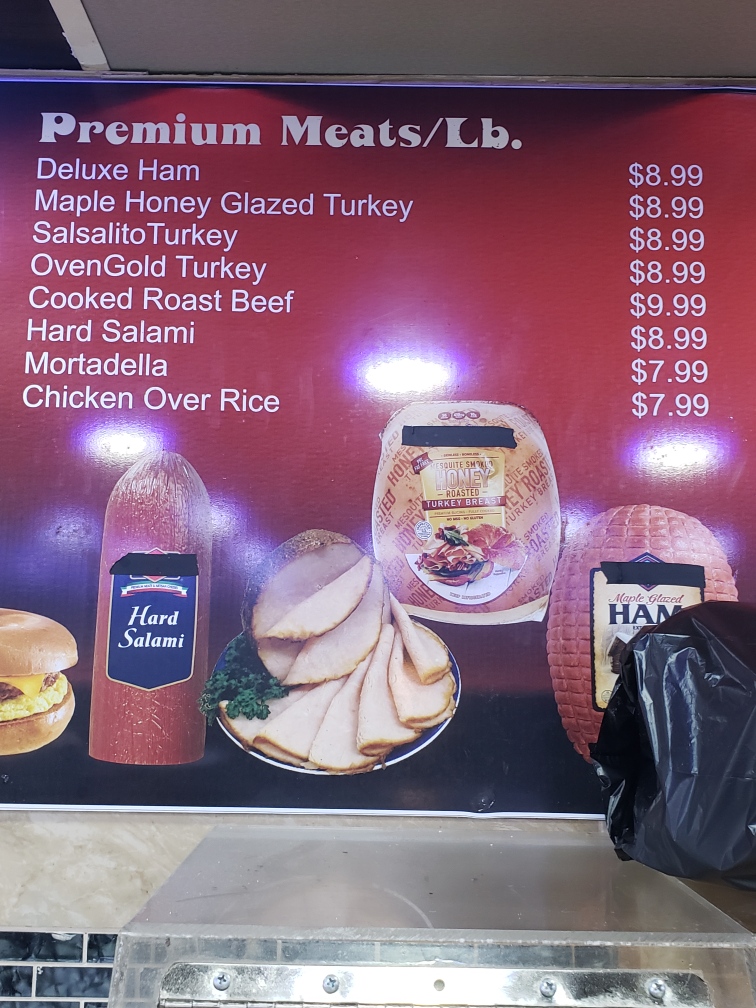 Premium Meats/Lb.
Deluxe Ham $8.99
Maple Honey Glazed Turkey $8.99
SalsalitoTurkey $8.99
OvenGold Turkey $8.99
Cooked Roast Beef $9.99
Hard Salami $8.99
Mortadella $7.99
Chicken Over Rice $7.99
HONEY
ROASTED
TURKEY BREAST
Hard
Salami
Maple Glazed
HAM